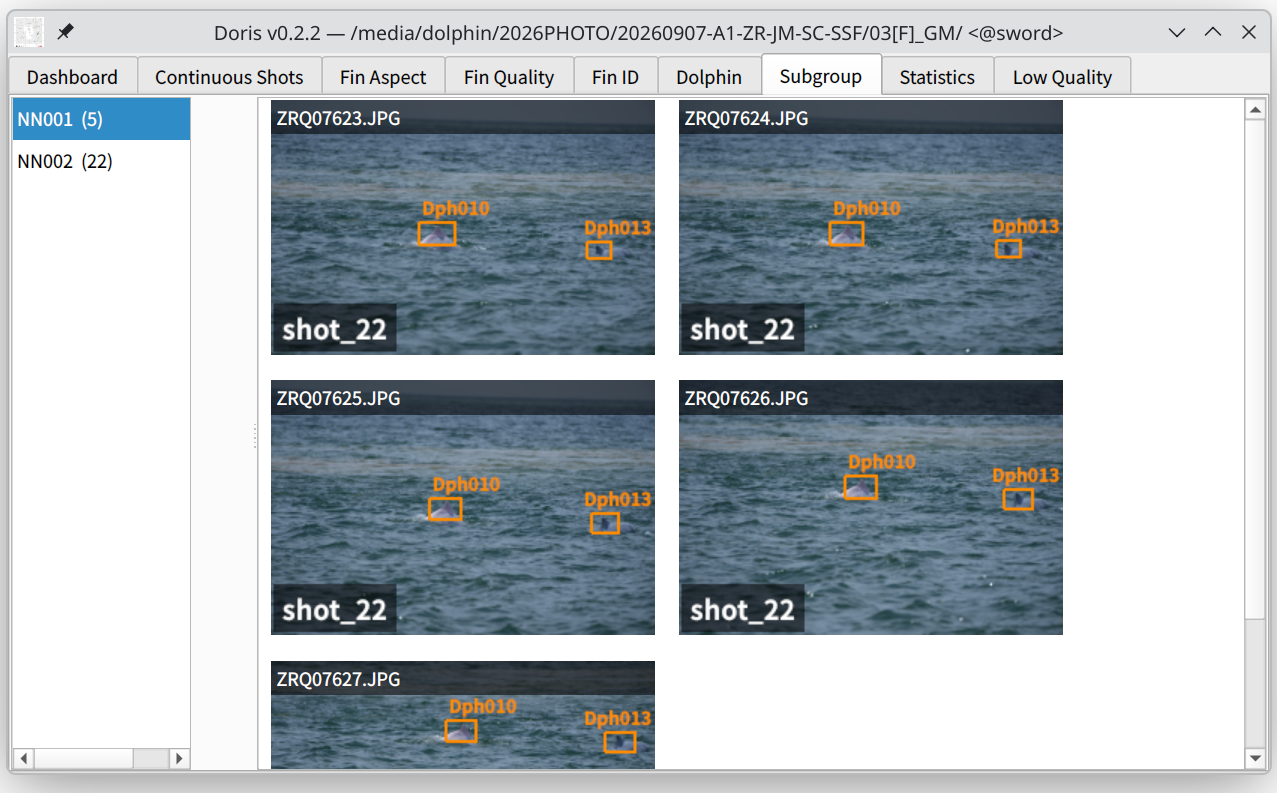 Doris v0.2.2 — /media/dolphin/2026PHOTO/20260907-A1-ZR-JM-SC-SSF/03[F]_GM/ <@sword>
Dashboard Continuous Shots Fin Aspect Fin Quality Fin ID Dolphin Subgroup Statistics Low Quality
NN001 (5)
NN002 (22)
ZRQ07623.JPG
Dph010
Dph013
shot_22
ZRQ07624.JPG
Dph010
Dph013
shot_22
ZRQ07625.JPG
Dph010
Dph013
shot_22
ZRQ07626.JPG
Dph010
Dph013
shot_22
ZRQ07627.JPG
Dph010
Dph013